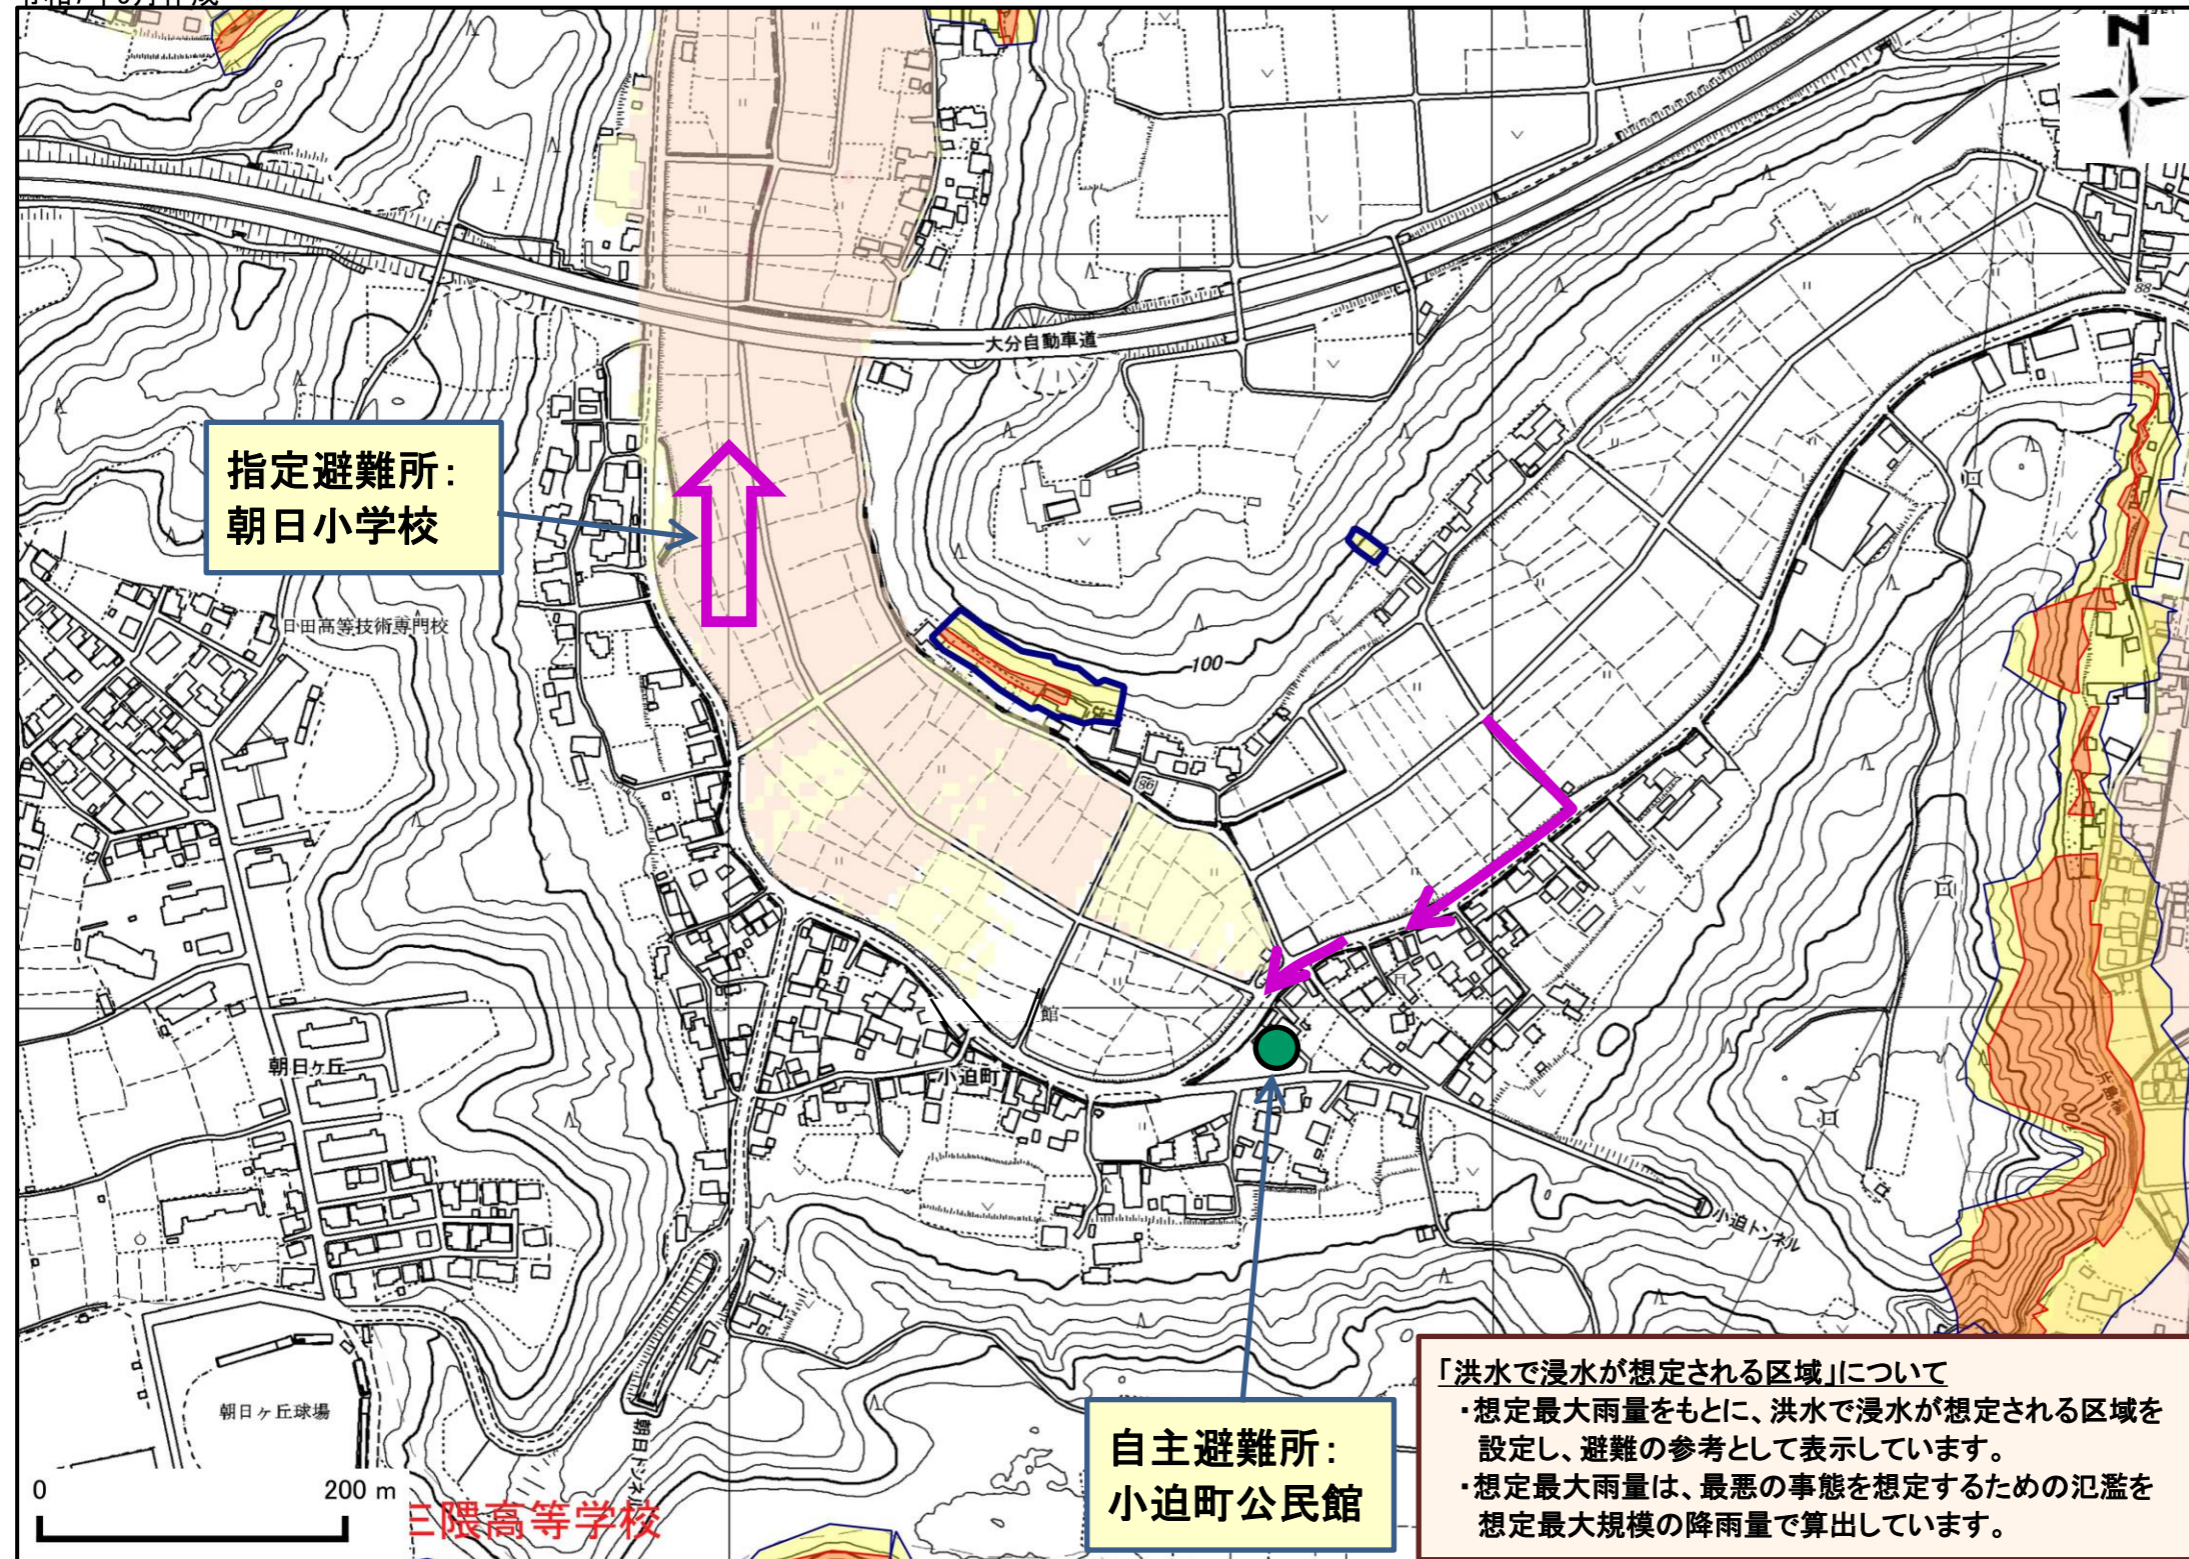 N
大分自動車道
88
指定避難所：
朝日小学校
日田高等技術専門校
100
86
館
小迫町
朝日ヶ丘
片島橋
小迫トンネル
朝日ヶ丘球場
朝日トンネル
0 200 m
三隈高等学校
自主避難所：
小迫町公民館
「洪水で浸水が想定される区域」について
・想定最大雨量をもとに、洪水で浸水が想定される区域を
設定し、避難の参考として表示しています。
・想定最大雨量は、最悪の事態を想定するための氾濫を
想定最大規模の降雨量で算出しています。